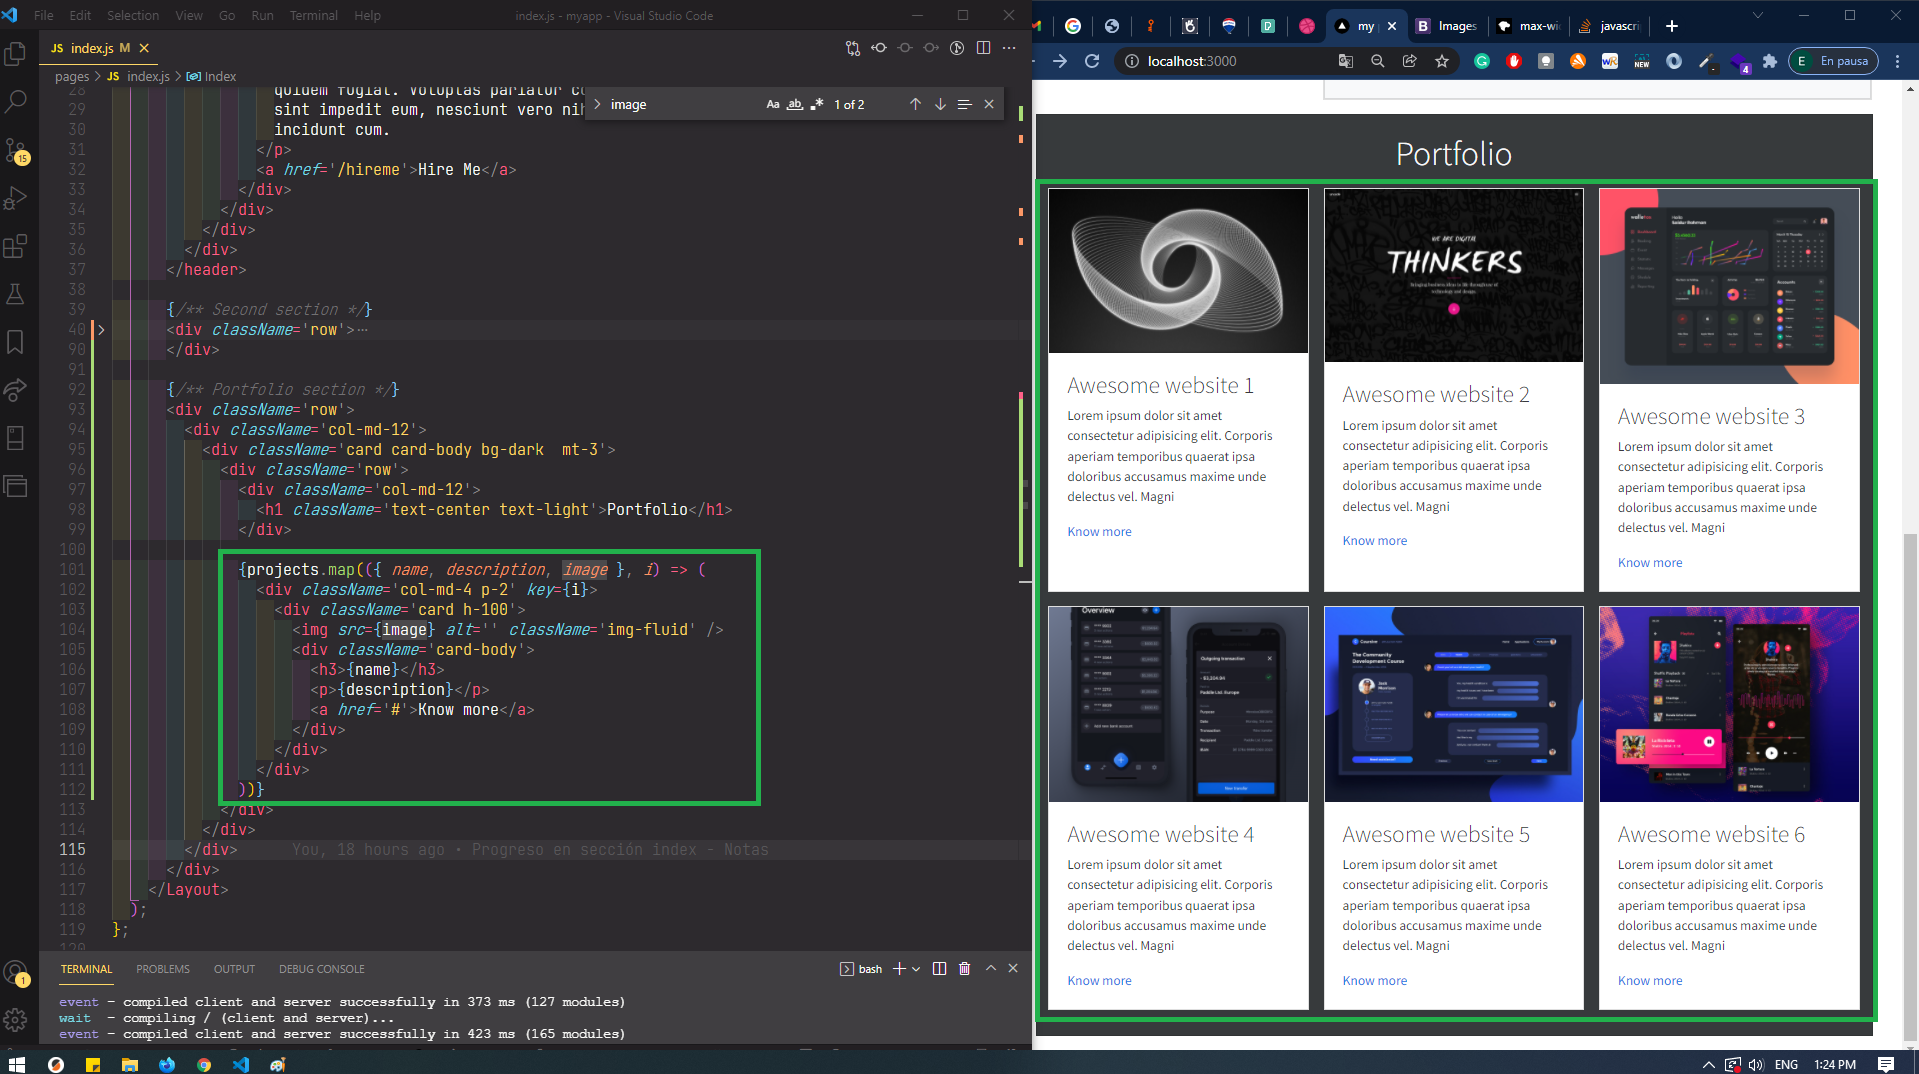 File Edit Selection View Go Run Terminal Help
index.js - myapp - Visual Studio Code
JS index.js M
pages > JS index.js > Index
image
Aa ab .* 1 of 2
28 quidem fugiat. Voluptas pariatur
29 sint impedit eum, nesciunt vero
30 incidunt cum.
31 </p>
32 <a href='/hireme'>Hire Me</a>
33 </div>
34 </div>
35 </div>
36 </div>
37 </header>
38
39 {/** Second section */}
40 <div className='row'>…
90 </div>
91
92 {/** Portfolio section */}
93 <div className='row'>
94 <div className='col-md-12'>
95 <div className='card card-body bg-dark  mt-3'>
96 <div className='row'>
97 <div className='col-md-12'>
98 <h1 className='text-center text-light'>Portfolio</h1>
99 </div>
100
101 {projects.map(({ name, description, image }, i) => (
102 <div className='col-md-4 p-2' key={i}>
103 <div className='card h-100'>
104 <img src={image} alt='' className='img-fluid' />
105 <div className='card-body'>
106 <h3>{name}</h3>
107 <p>{description}</p>
108 <a href='#'>Know more</a>
109 </div>
110 </div>
111 </div>
112 ))}
113 </div>
114 </div>
115 </div> You, 18 hours ago • Progreso en sección index - Notas
116 </div>
117 </Layout>
118 );
119 };
120
15
1
TERMINAL PROBLEMS OUTPUT DEBUG CONSOLE
bash
event - compiled client and server successfully in 373 ms (127 modules)
wait  - compiling / (client and server)...
event - compiled client and server successfully in 423 ms (165 modules)
my
Images
max-wi
javascri
localhost:3000
NEW
4
E En pausa
Portfolio
WE ARE DIGITAL
THINKERS
Awesome website 1
Lorem ipsum dolor sit amet
consectetur adipisicing elit. Corporis
aperiam temporibus quaerat ipsa
doloribus accusamus maxime unde
delectus vel. Magni
Know more
Awesome website 2
Lorem ipsum dolor sit amet
consectetur adipisicing elit. Corporis
aperiam temporibus quaerat ipsa
doloribus accusamus maxime unde
delectus vel. Magni
Know more
Awesome website 3
Lorem ipsum dolor sit amet
consectetur adipisicing elit. Corporis
aperiam temporibus quaerat ipsa
doloribus accusamus maxime unde
delectus vel. Magni
Know more
Overview
Outgoing transaction
The Community
Development Course
Awesome website 4
Lorem ipsum dolor sit amet
consectetur adipisicing elit. Corporis
aperiam temporibus quaerat ipsa
doloribus accusamus maxime unde
delectus vel. Magni
Know more
Awesome website 5
Lorem ipsum dolor sit amet
consectetur adipisicing elit. Corporis
aperiam temporibus quaerat ipsa
doloribus accusamus maxime unde
delectus vel. Magni
Know more
Awesome website 6
Lorem ipsum dolor sit amet
consectetur adipisicing elit. Corporis
aperiam temporibus quaerat ipsa
doloribus accusamus maxime unde
delectus vel. Magni
Know more
ENG 1:24 PM